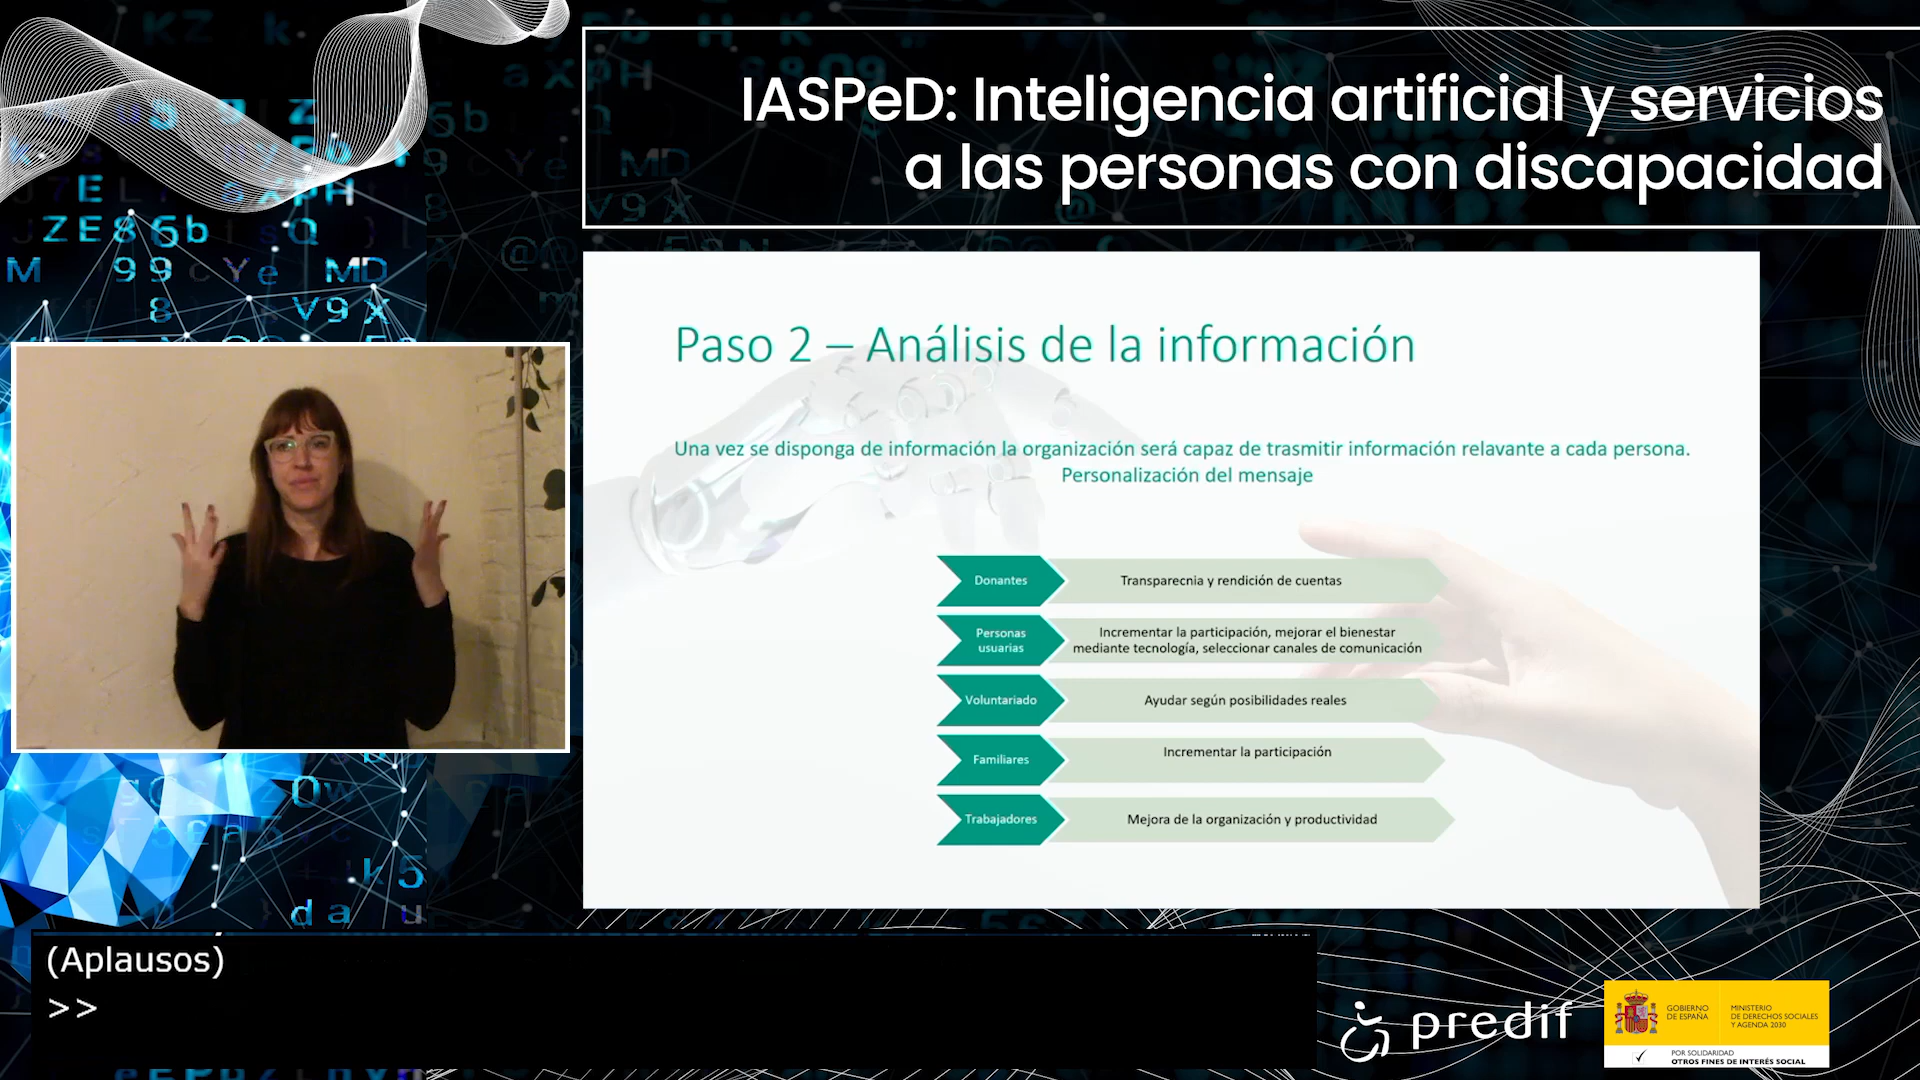 IASPeD: Inteligencia artificial y servicios
a las personas con discapacidad
Paso 2 – Análisis de la información
Una vez se disponga de información la organización será capaz de trasmitir información relavante a cada persona.
Personalización del mensaje
Donantes
Transparecnia y rendición de cuentas
Personas
usuarias
Incrementar la participación, mejorar el bienestar
mediante tecnología, seleccionar canales de comunicación
Voluntariado
Ayudar según posibilidades reales
Familiares
Incrementar la participación
Trabajadores
Mejora de la organización y productividad
(Aplausos)
>>
predif
GOBIERNO
DE ESPAÑA
MINISTERIO
DE DERECHOS SOCIALES
Y AGENDA 2030
POR SOLIDARIDAD
OTROS FINES DE INTERÉS SOCIAL